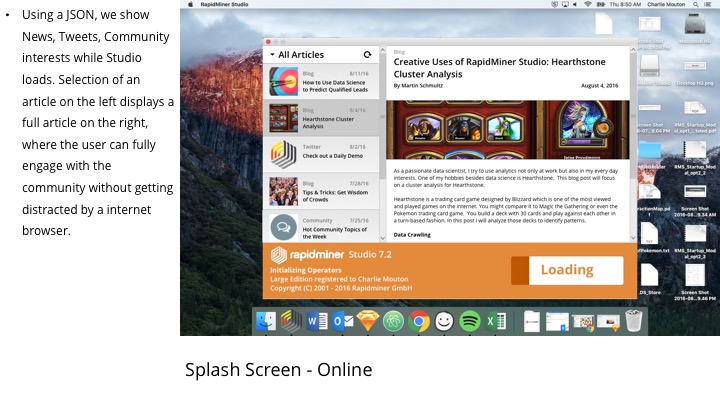 • Using a JSON, we show
News, Tweets, Community
interests while Studio
loads. Selection of an
article on the left displays a
full article on the right,
where the user can fully
engage with the
community without getting
distracted by a internet
browser.
RapidMiner Studio
Thu 8:50 AM Charlie Mouton
All Articles
Blog 8/11/16
How to Use Data Science
to Predict Qualified Leads
Blog 8/4/16
Hearthstone Cluster
Analysis
Twitter 8/2/16
Check out a Daily Demo
Blog 7/28/16
Tips & Tricks: Get Wisdom
of Crowds
Community 7/25/16
Hot Community Topics of
the Week
Blog
Creative Uses of RapidMiner Studio: Hearthstone
Cluster Analysis
By Martin Schmultz August 4, 2016
As a passionate data scientist, I try to use analytics not only at work but also in my every day
interests. One of my hobbies besides data science is Hearthstone. This blog post will focus
on a cluster analysis for Hearthstone.
Hearthstone is a trading card game designed by Blizzard which is one of the most viewed
and played games on the internet. You might compare it to Magic the Gathering or even the
Pokemon trading card game. You build a deck with 30 cards and play against each other in
a turn-based fashion. In this post I will analyze those decks to identify patterns.
Data Crawling
rapidminer Studio 7.2
Initializing Operators
Large Edition registered to Charlie Mouton
Copyright (C) 2001 - 2016 Rapidminer GmbH
Loading
Desktop H3.png
Screen Shot
RMS_Startup_Mod
RMS_Startup_Mod
al_opt2_2
Screen Shot
RMS_Startup_Mod
DS_Store
Screen Shot
Splash Screen - Online